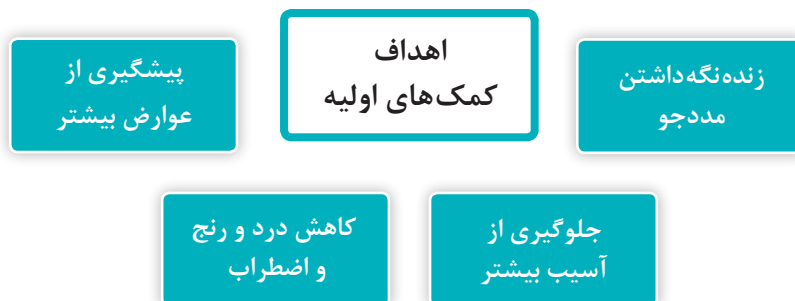 اهداف
کمک‌های اولیه
زنده‌نگه‌داشتن
مددجو
پیشگیری از
عوارض بیشتر
جلوگیری از
آسیب بیشتر
کاهش درد و رنج
و اضطراب